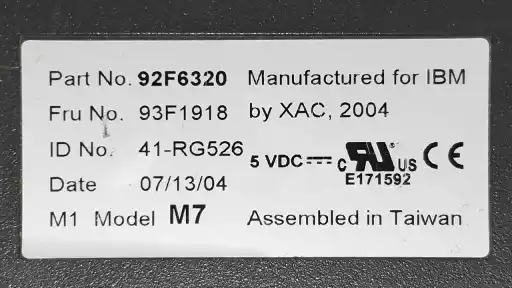 Part No. 92F6320 Manufactured for IBM
Fru No. 93F1918 by XAC, 2004
ID No. 41-RG526 5 VDC c RU US CE
E171592
Date 07/13/04
M1 Model M7 Assembled in Taiwan